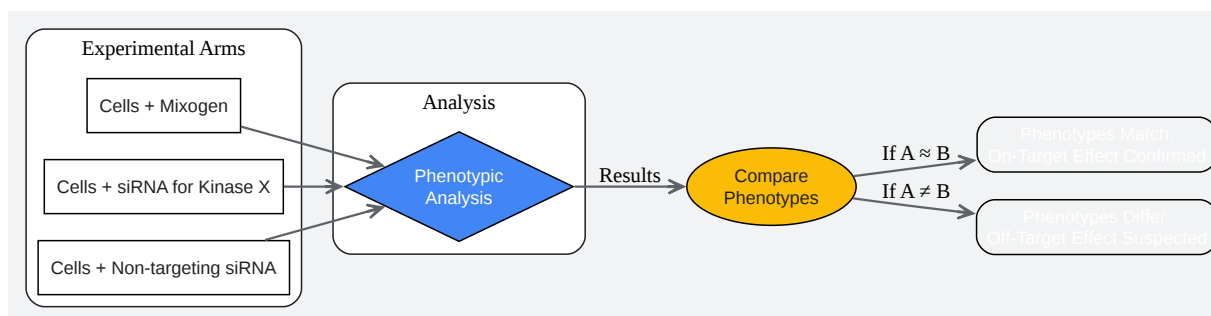 Experimental Arms
Cells + Mixogen
Cells + siRNA for Kinase X
Cells + Non-targeting siRNA
Analysis
Phenotypic
Analysis
Results
Compare
Phenotypes
If A ≈ B
If A ≠ B
Phenotypes Match:
On-Target Effect Confirmed
Phenotypes Differ:
Off-Target Effect Suspected